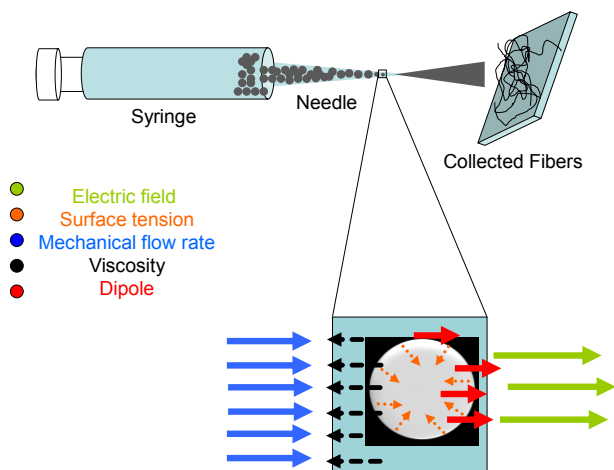 Syringe
Needle
Collected Fibers
Electric field
Surface tension
Mechanical flow rate
Viscosity
Dipole